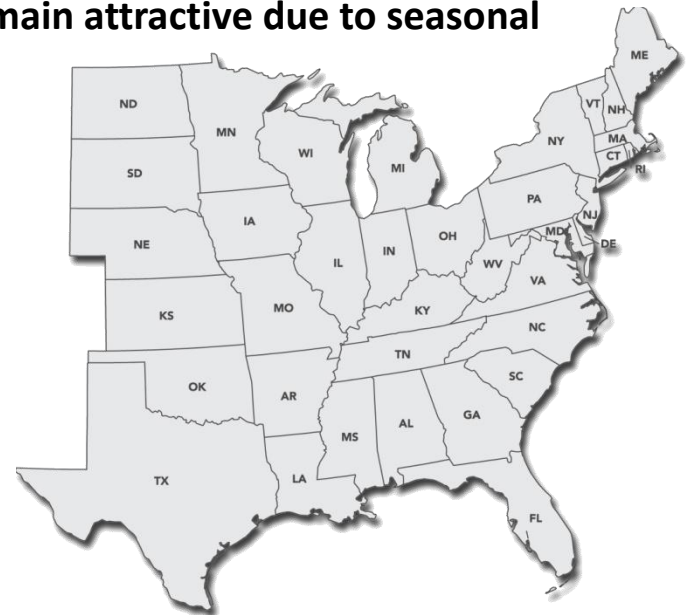 main attractive due to seasonal
ME
ND
MN
VT
NH
WI
NY
MA
MI
CT
RI
SD
PA
IA
NJ
NE
OH
MD
DE
IL
IN
WV
VA
KS
MO
KY
NC
TN
OK
SC
AR
GA
AL
MS
TX
LA
FL